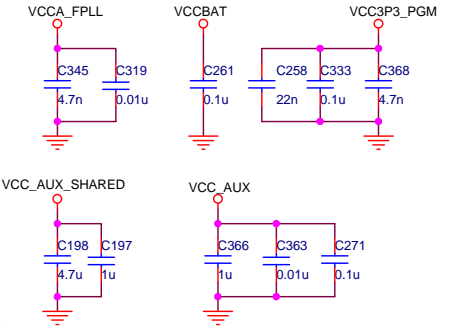 VCCA_FPLL VCCBAT VCC3P3_PGM
C345 C319 C261 C258 C333 C368
4.7n 0.01u 0.1u 22n 0.1u 4.7n
VCC_AUX_SHARED VCC_AUX
C198 C197 C366 C363 C271
4.7u 1u 1u 0.01u 0.1u